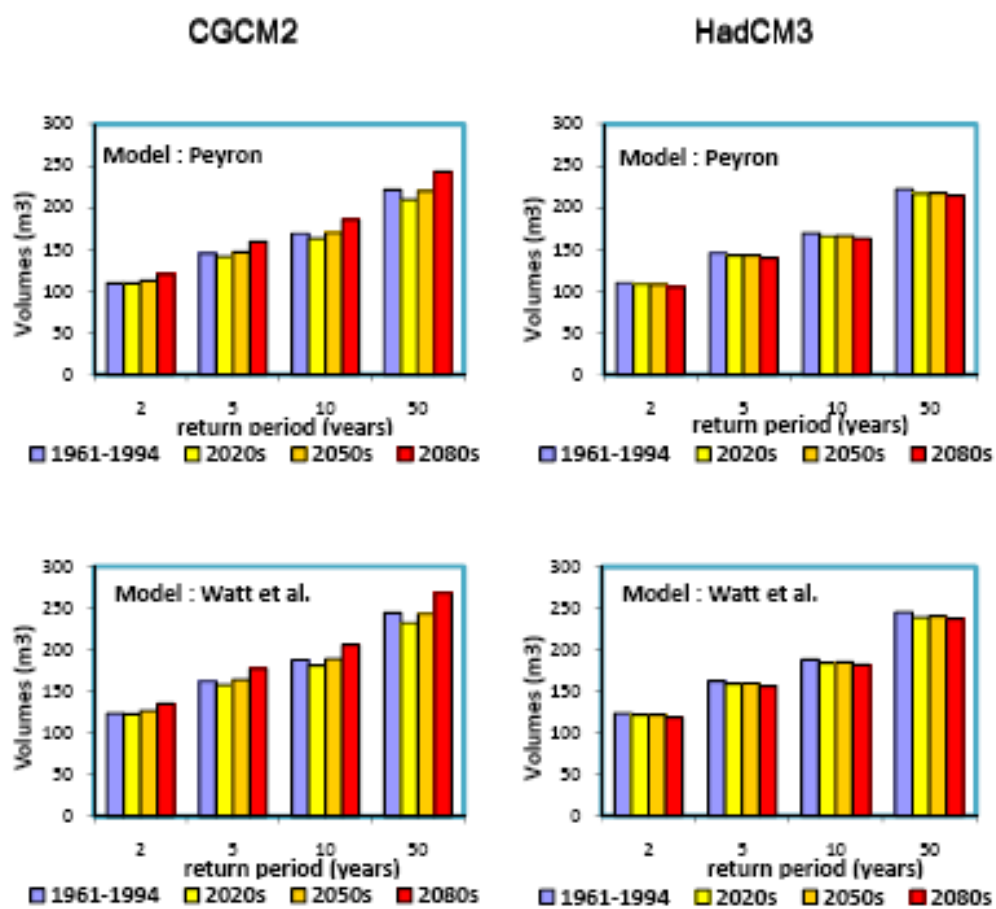 CGCM2
HadCM3
300
250
200
150
100
50
0
Volumes (m3)
Model : Peyron
2 5 10 50
return period (years)
1961-1994 2020s 2050s 2080s
300
250
200
150
100
50
0
Volumes (m3)
Model : Peyron
2 5 10 50
return period (years)
1961-1994 2020s 2050s 2080s
300
250
200
150
100
50
0
Volumes (m3)
Model : Watt et al.
2 5 10 50
return period (years)
1961-1994 2020s 2050s 2080s
300
250
200
150
100
50
0
Volumes (m3)
Model : Watt et al.
2 5 10 50
return period (years)
1961-1994 2020s 2050s 2080s